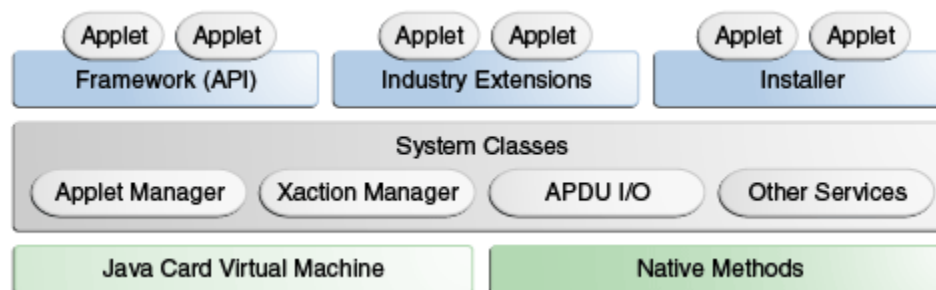 Applet Applet Applet Applet Applet Applet
Framework (API) Industry Extensions Installer
System Classes
Applet Manager Xaction Manager APDU I/O Other Services
Java Card Virtual Machine Native Methods